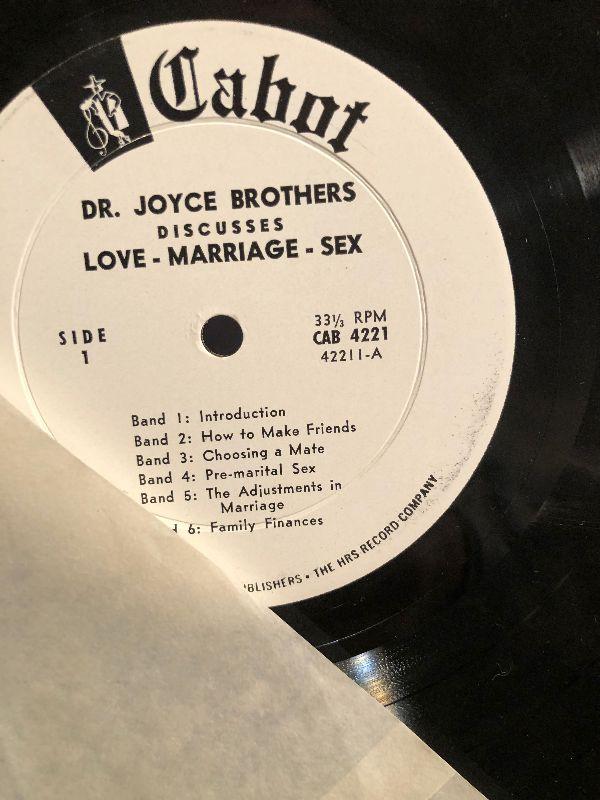 Cabot
DR. JOYCE BROTHERS
DISCUSSES
LOVE - MARRIAGE - SEX
SIDE
1
33⅓ RPM
CAB 4221
42211-A
Band 1: Introduction
Band 2: How to Make Friends
Band 3: Choosing a Mate
Band 4: Pre-marital Sex
Band 5: The Adjustments in
Marriage
6: Family Finances
• THE HRS RECORD COMPANY